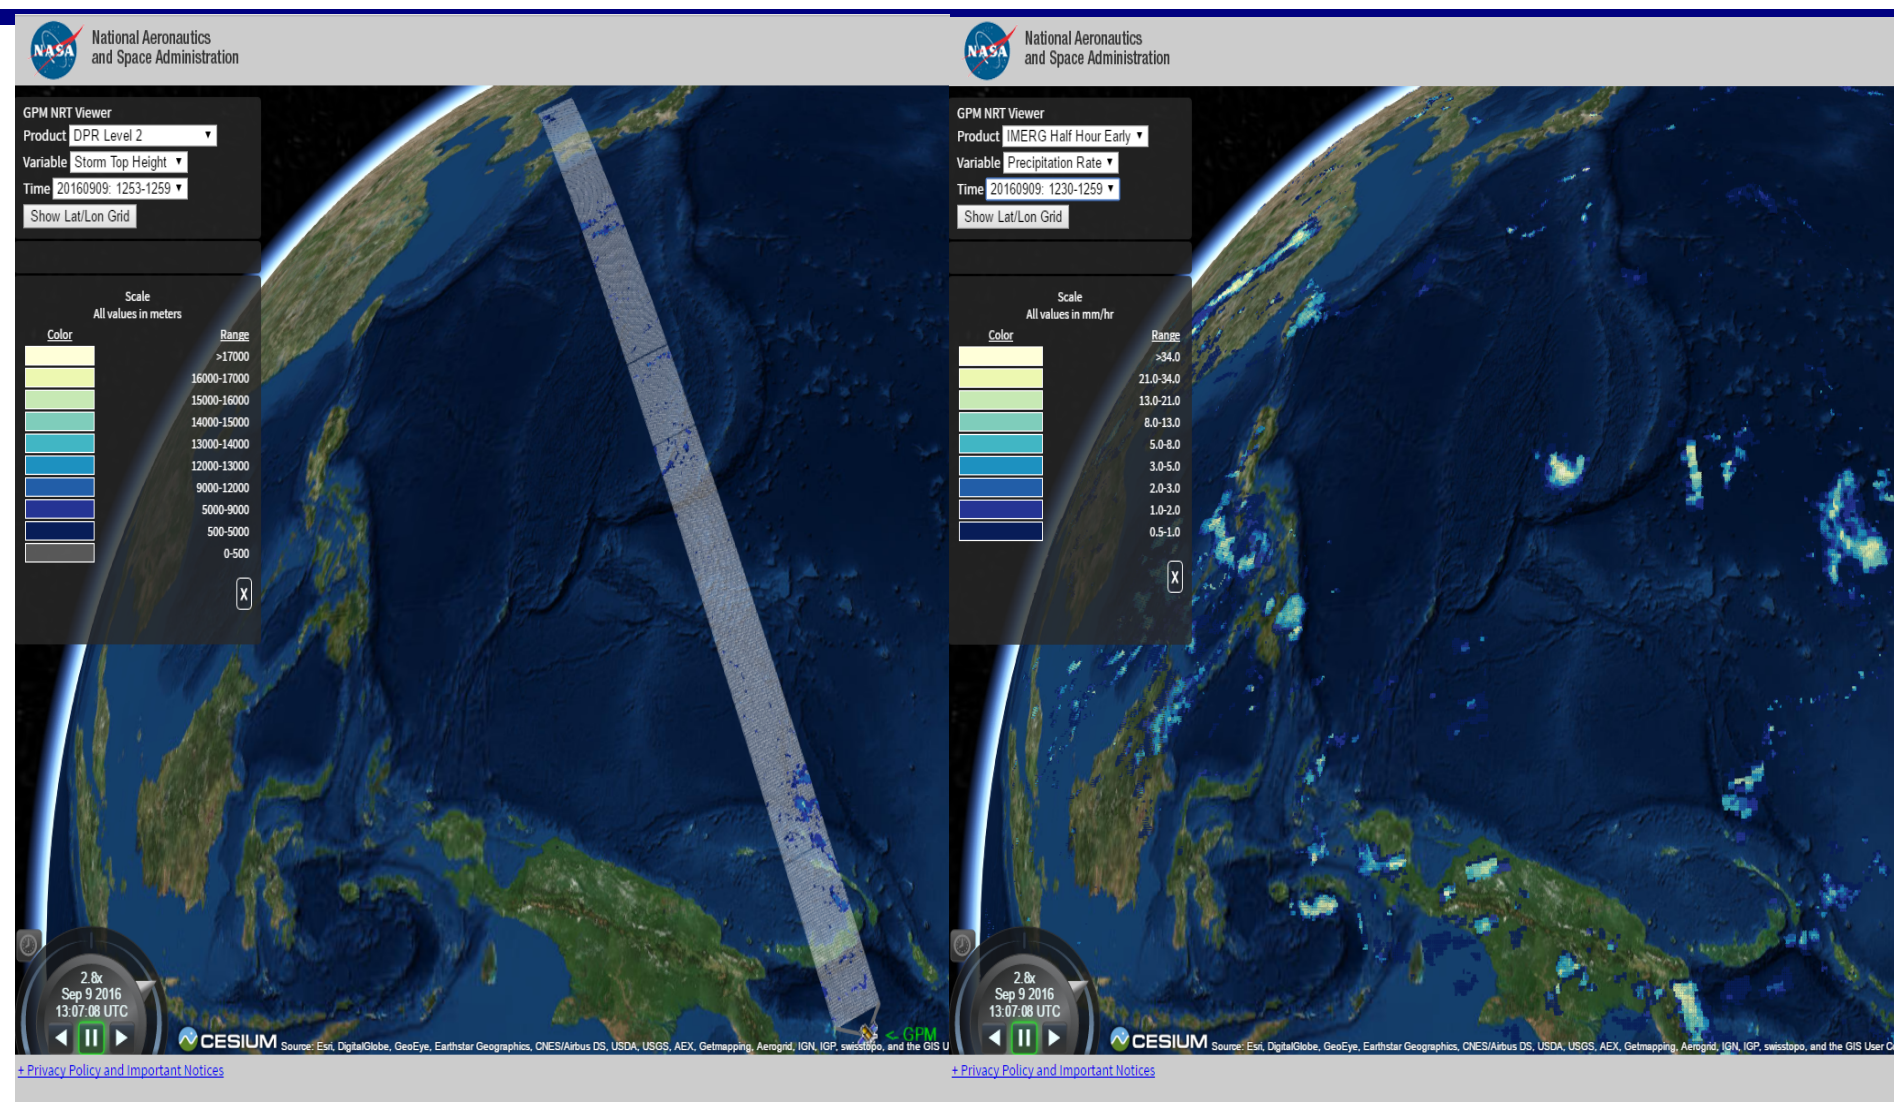 NASA
National Aeronautics
and Space Administration
GPM NRT Viewer
Product DPR Level 2
Variable Storm Top Height
Time 20160909: 1253-1259
Show Lat/Lon Grid
Scale
All values in meters
Color Range
>17000
16000-17000
15000-16000
14000-15000
13000-14000
12000-13000
9000-12000
5000-9000
500-5000
0-500
X
2.8x
Sep 9 2016
13:07:08 UTC
<- GPM
CESIUM Source: Esri, DigitalGlobe, GeoEye, Earthstar Geographics, CNES/Airbus DS, USDA, USGS, AEX, Getmapping, Aerogrid, IGN, IGP, swisstopo, and the GIS U
+ Privacy Policy and Important Notices
NASA
National Aeronautics
and Space Administration
GPM NRT Viewer
Product IMERG Half Hour Early
Variable Precipitation Rate
Time 20160909: 1230-1259
Show Lat/Lon Grid
Scale
All values in mm/hr
Color Range
>34.0
21.0-34.0
13.0-21.0
8.0-13.0
5.0-8.0
3.0-5.0
2.0-3.0
1.0-2.0
0.5-1.0
X
2.8x
Sep 9 2016
13:07:08 UTC
CESIUM Source: Esri, DigitalGlobe, GeoEye, Earthstar Geographics, CNES/Airbus DS, USDA, USGS, AEX, Getmapping, Aerogrid, IGN, IGP, swisstopo, and the GIS User C
+ Privacy Policy and Important Notices